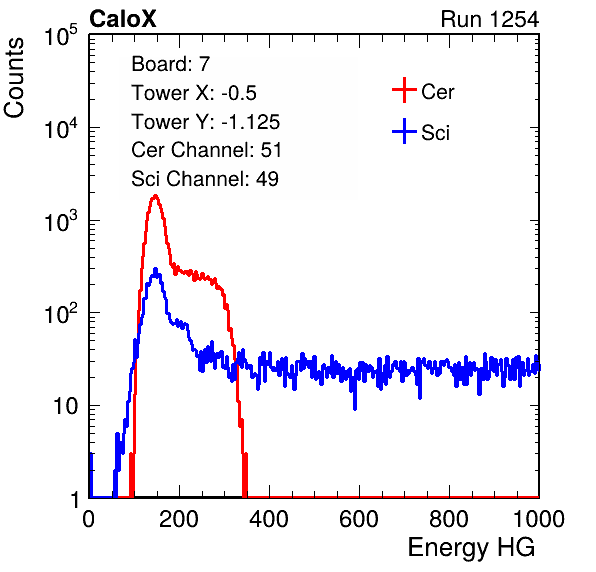 CaloX Run 1254
Counts
Board: 7
Tower X: -0.5
Tower Y: -1.125
Cer Channel: 51
Sci Channel: 49
Cer
Sci
10^5
10^4
10^3
10^2
10
1
0 200 400 600 800 1000
Energy HG